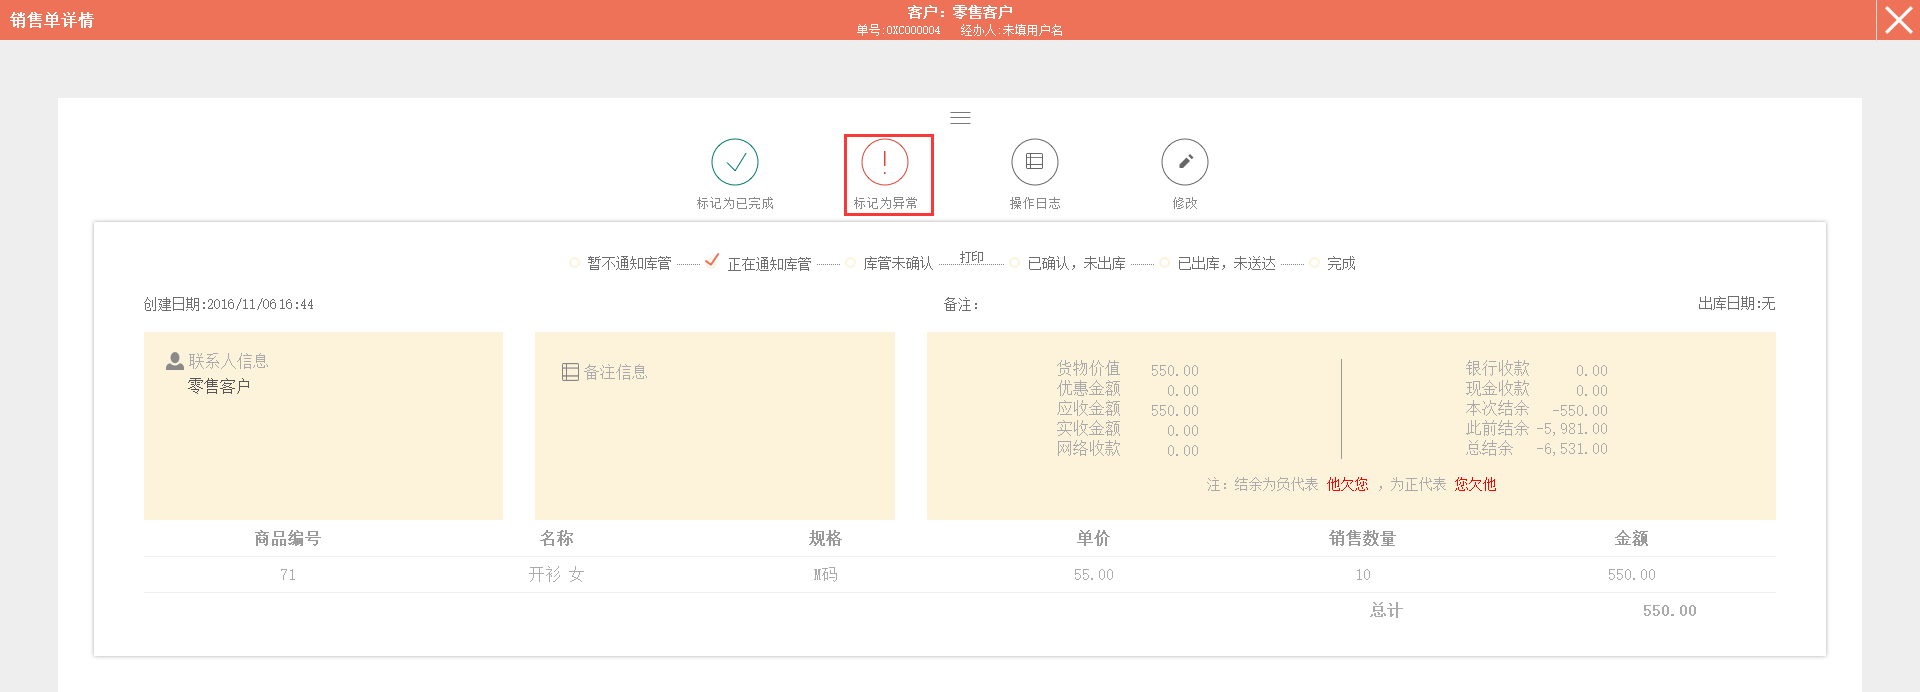 销售单详情
客户：零售客户
单号:0XC000004 经办人:未填用户名
标记为已完成 标记为异常 操作日志 修改
暂不通知库管 正在通知库管 库管未确认 打印 已确认，未出库 已出库，未送达 完成
创建日期:2016/11/06 16:44 备注： 出库日期:无
联系人信息
零售客户
备注信息
货物价值 550.00
优惠金额 0.00
应收金额 550.00
实收金额 0.00
网络收款 0.00
银行收款 0.00
现金收款 0.00
本次结余 -550.00
此前结余 -5,981.00
总结余 -6,531.00
注：结余为负代表 他欠您 ，为正代表 您欠他
商品编号 名称 规格 单价 销售数量 金额
71 开衫 女 M码 55.00 10 550.00
总计 550.00